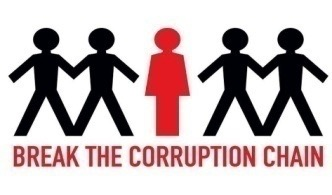 BREAK THE CORRUPTION CHAIN